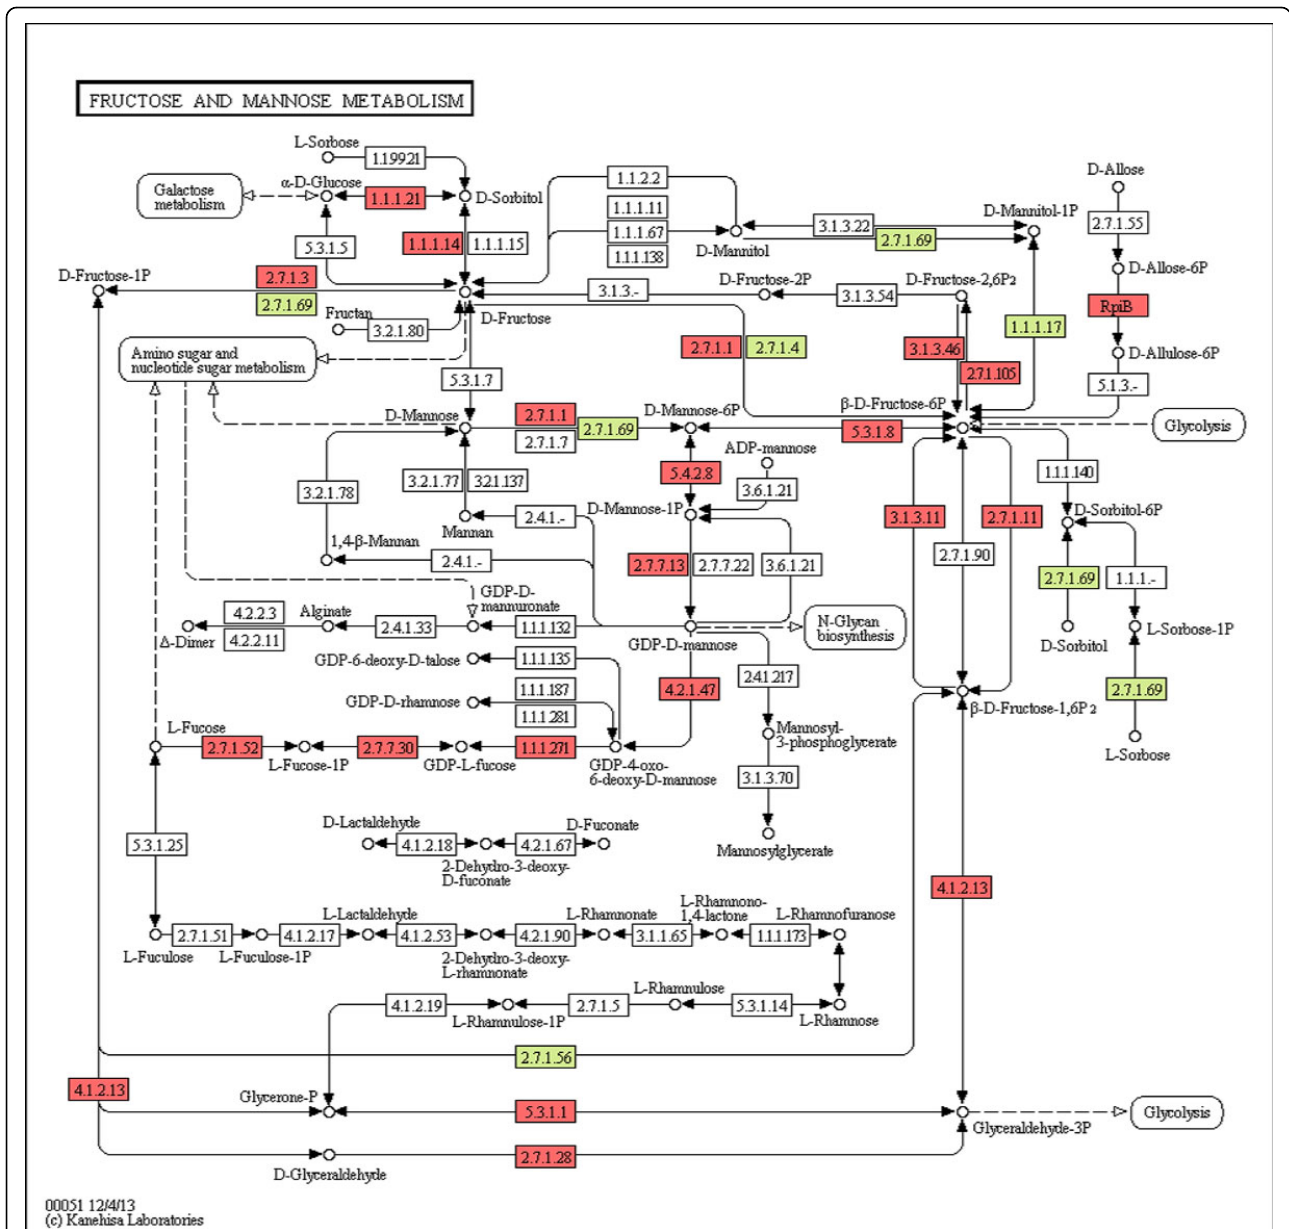 FRUCTOSE AND MANNOSE METABOLISM
L-Sorbose
1.1.99.21
α-D-Glucose
Galactose
metabolism
1.1.1.21
D-Sorbitol
5.3.1.5
1.1.1.14
1.1.1.15
1.1.2.2
1.1.1.11
1.1.1.67
1.1.1.138
D-Mannitol
3.1.3.22
2.7.1.69
D-Mannitol-1P
D-Allose
2.7.1.55
D-Allose-6P
RpiB
D-Allulose-6P
5.1.3.-
D-Fructose-1P
2.7.1.3
2.7.1.69
Fructan
3.2.1.80
D-Fructose
3.1.3.-
D-Fructose-2P
3.1.3.54
D-Fructose-2,6P2
1.1.1.17
Amino sugar and
nucleotide sugar metabolism
5.3.1.7
2.7.1.1
2.7.1.4
3.1.3.46
2.7.1.105
D-Mannose
2.7.1.1
2.7.1.7
2.7.1.69
D-Mannose-6P
5.3.1.8
β-D-Fructose-6P
Glycolysis
3.2.1.78
3.2.1.77
3.2.1.137
5.4.2.8
ADP-mannose
3.6.1.21
1.1.1.140
D-Mannose-1P
D-Sorbitol-6P
Mannan
2.4.1.-
1,4-β-Mannan
2.4.1.-
2.7.7.13
2.7.7.22
3.6.1.21
3.1.3.11
2.7.1.11
2.7.1.90
2.7.1.69
1.1.1.-
GDP-D-
mannuronate
Alginate
4.2.2.3
4.2.2.11
Δ-Dimer
2.4.1.33
1.1.1.132
GDP-D-mannose
N-Glycan
biosynthesis
D-Sorbitol
L-Sorbose-1P
GDP-6-deoxy-D-talose
1.1.1.135
GDP-D-rhamnose
1.1.1.187
1.1.1.281
4.2.1.47
2.4.1.217
2.7.1.69
β-D-Fructose-1,6P2
L-Sorbose
L-Fucose
2.7.1.52
L-Fucose-1P
2.7.7.30
GDP-L-fucose
1.1.1.271
GDP-4-oxo-
6-deoxy-D-mannose
Mannosyl-
3-phosphoglycerate
3.1.3.70
Mannosylglycerate
5.3.1.25
D-Lactaldehyde
4.1.2.18
2-Dehydro-3-deoxy-
D-fuconate
4.2.1.67
D-Fuconate
4.1.2.13
L-Fuculose
2.7.1.51
L-Fuculose-1P
4.1.2.17
L-Lactaldehyde
4.1.2.53
2-Dehydro-3-deoxy-
L-rhamnonate
4.2.1.90
L-Rhamnonate
3.1.1.65
L-Rhamnono-
1,4-lactone
1.1.1.173
L-Rhamnofuranose
4.1.2.19
L-Rhamnulose-1P
2.7.1.5
L-Rhamnulose
5.3.1.14
L-Rhamnose
2.7.1.56
4.1.2.13
Glycerone-P
5.3.1.1
Glyceraldehyde-3P
Glycolysis
D-Glyceraldehyde
2.7.1.28
00051 12/4/13
(c) Kanehisa Laboratories